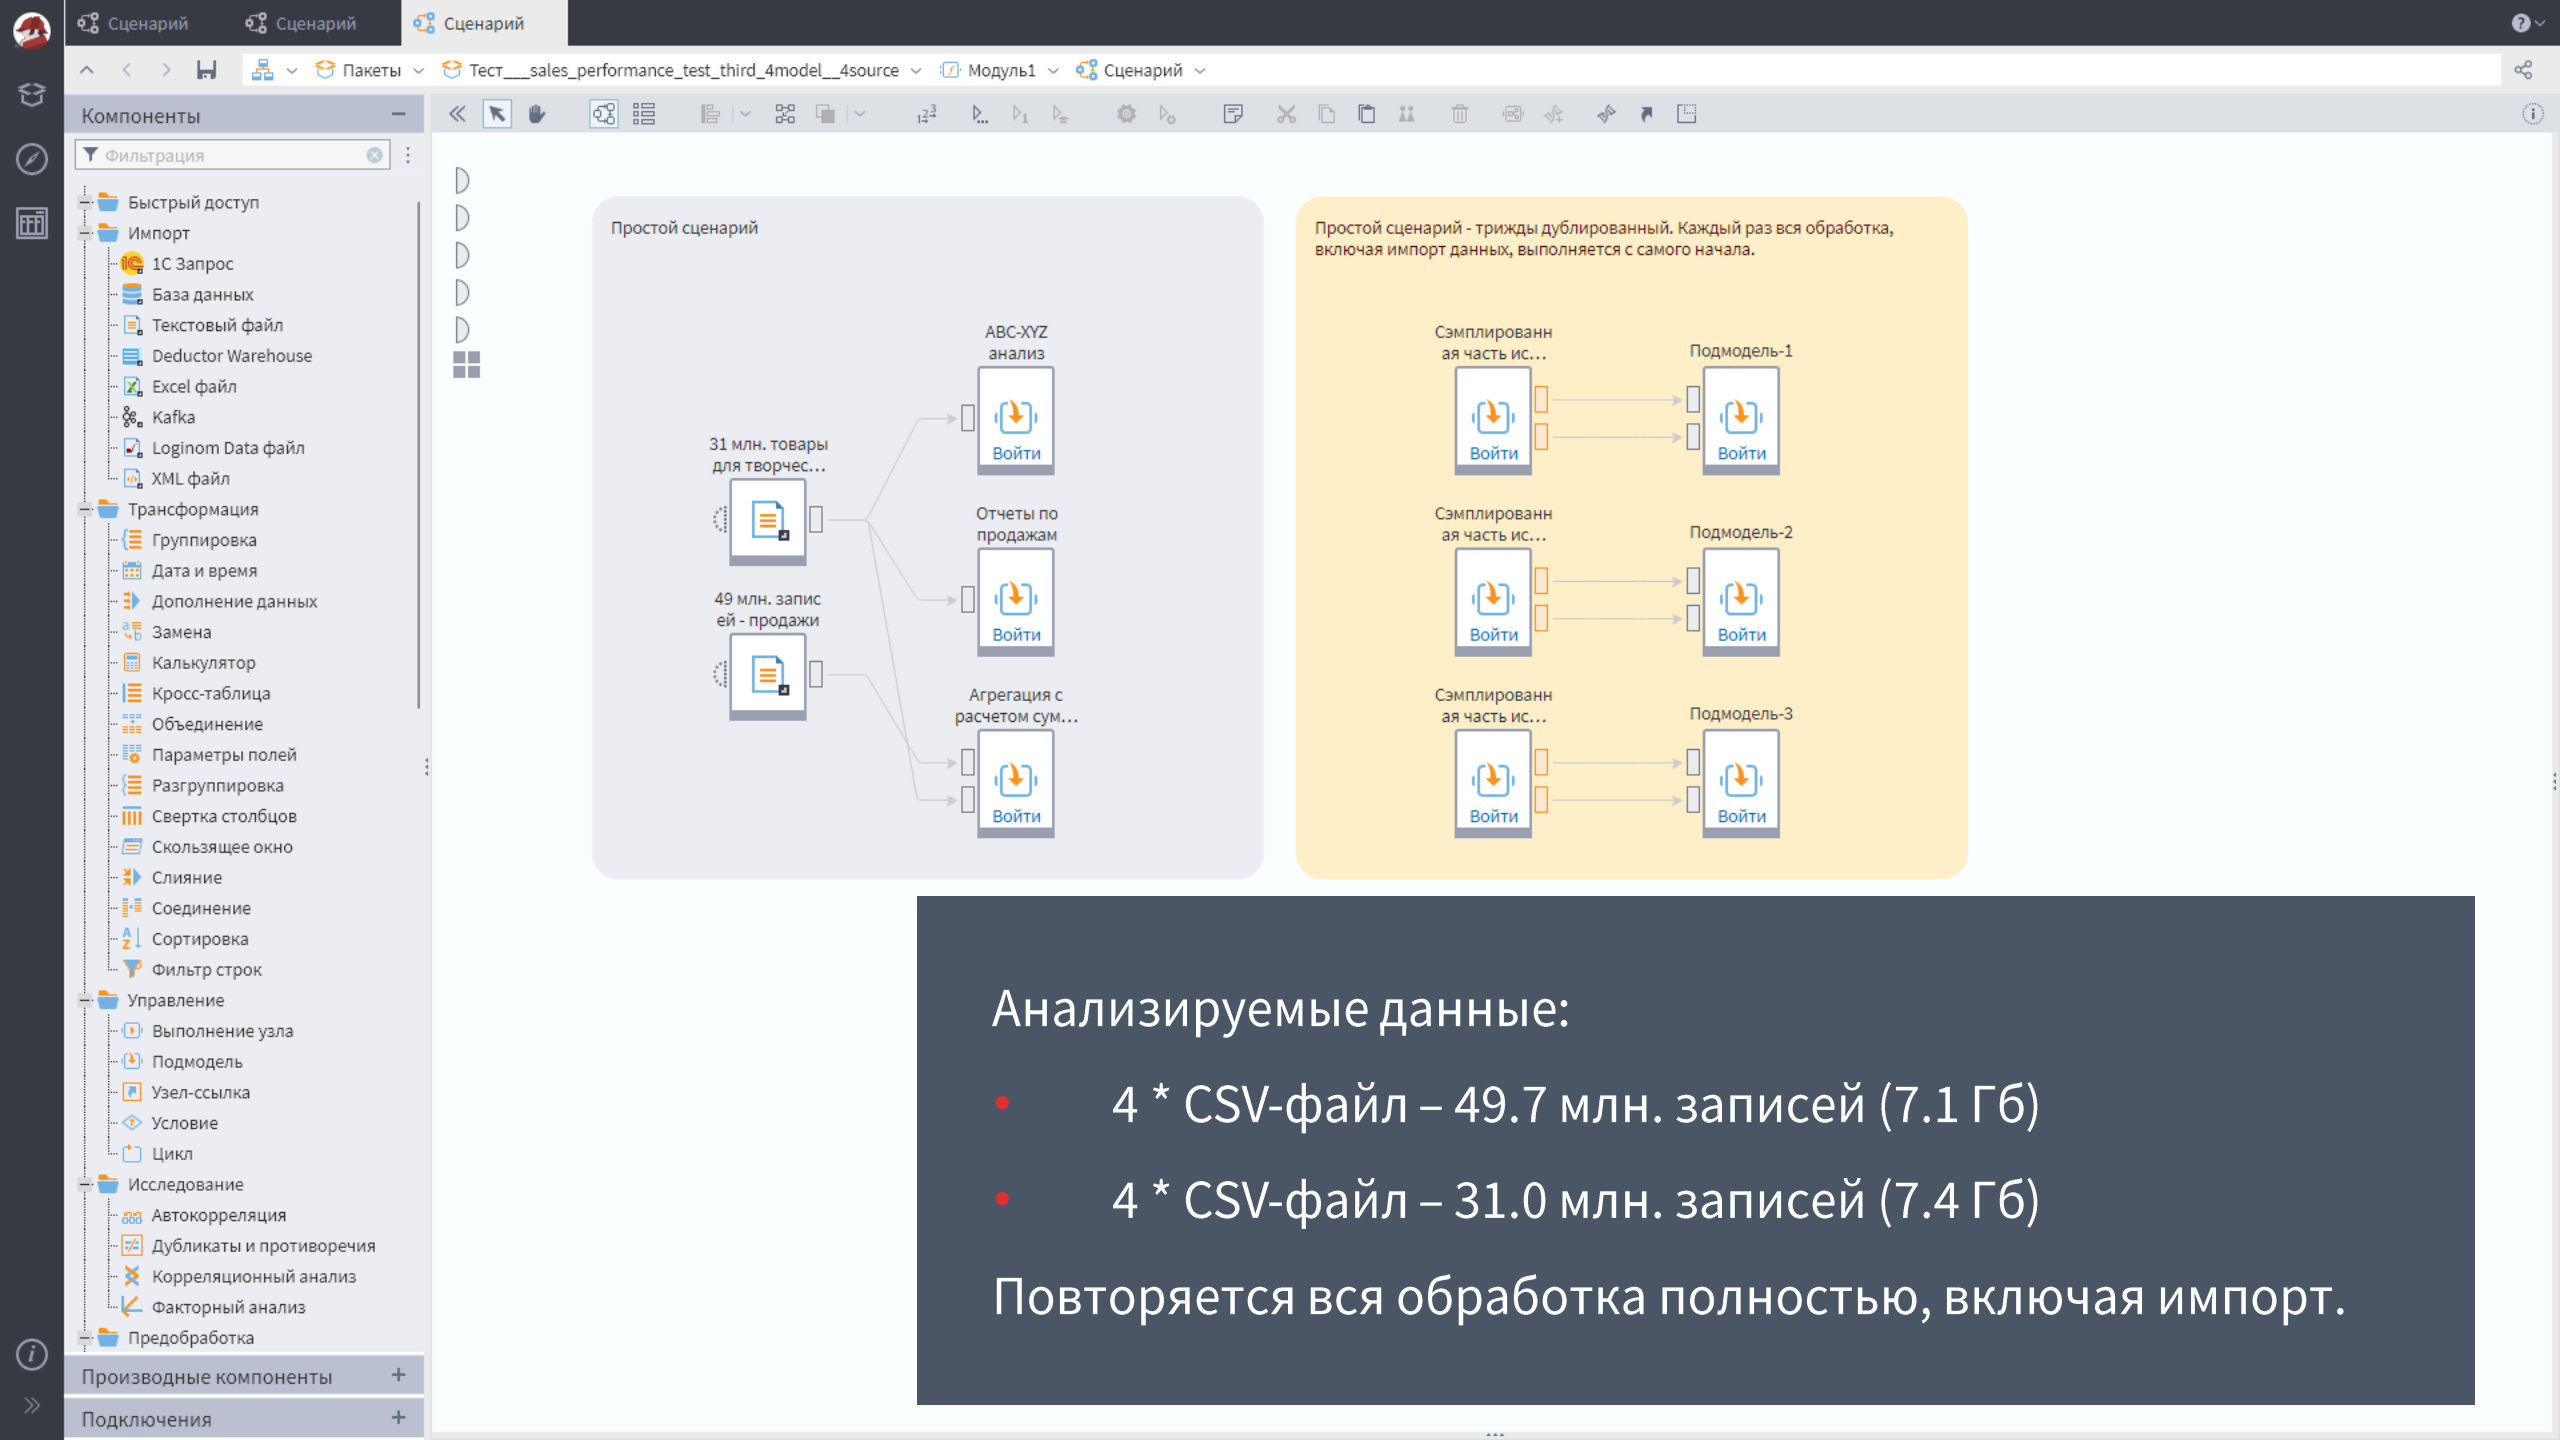 Сценарий
Сценарий
Сценарий
Пакеты
Тест___sales_performance_test_third_4model__4source
Модуль1
Сценарий
Компоненты
Фильтрация
Быстрый доступ
Импорт
1С Запрос
База данных
Текстовый файл
Deductor Warehouse
Excel файл
Kafka
Loginom Data файл
XML файл
Трансформация
Группировка
Дата и время
Дополнение данных
Замена
Калькулятор
Кросс-таблица
Объединение
Параметры полей
Разгруппировка
Свертка столбцов
Скользящее окно
Слияние
Соединение
Сортировка
Фильтр строк
Управление
Выполнение узла
Подмодель
Узел-ссылка
Условие
Цикл
Исследование
Автокорреляция
Дубликаты и противоречия
Корреляционный анализ
Факторный анализ
Предобработка
Производные компоненты
Подключения
Простой сценарий
31 млн. товары
для творчес...
49 млн. запис
ей - продажи
ABC-XYZ
анализ
Войти
Отчеты по
продажам
Войти
Агрегация с
расчетом сум...
Войти
Простой сценарий - трижды дублированный. Каждый раз вся обработка,
включая импорт данных, выполняется с самого начала.
Сэмплированн
ая часть ис...
Войти
Подмодель-1
Войти
Сэмплированн
ая часть ис...
Войти
Подмодель-2
Войти
Сэмплированн
ая часть ис...
Войти
Подмодель-3
Войти
Анализируемые данные:
• 4 * CSV-файл – 49.7 млн. записей (7.1 Гб)
• 4 * CSV-файл – 31.0 млн. записей (7.4 Гб)
Повторяется вся обработка полностью, включая импорт.